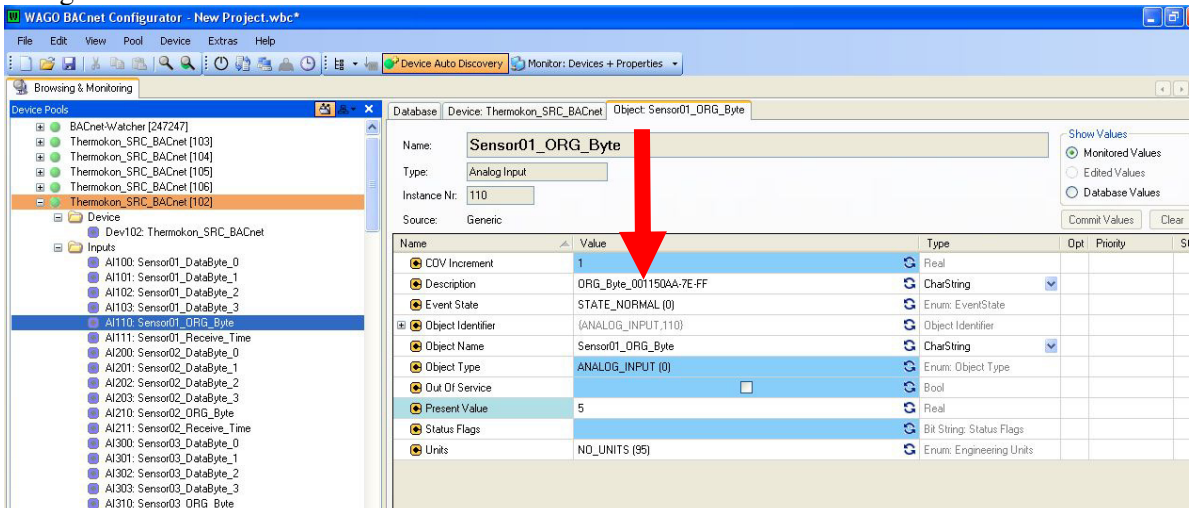 WAGO BACnet Configurator - New Project.wbc*
File Edit View Pool Device Extras Help
Device Auto Discovery Monitor: Devices + Properties
Browsing & Monitoring
Device Pools
BACnet-Watcher [247247]
Thermokon_SRC_BACnet [103]
Thermokon_SRC_BACnet [104]
Thermokon_SRC_BACnet [105]
Thermokon_SRC_BACnet [106]
Thermokon_SRC_BACnet [102]
Device
Dev102: Thermokon_SRC_BACnet
Inputs
AI100: Sensor01_DataByte_0
AI101: Sensor01_DataByte_1
AI102: Sensor01_DataByte_2
AI103: Sensor01_DataByte_3
AI110: Sensor01_ORG_Byte
AI111: Sensor01_Receive_Time
AI200: Sensor02_DataByte_0
AI201: Sensor02_DataByte_1
AI202: Sensor02_DataByte_2
AI203: Sensor02_DataByte_3
AI210: Sensor02_ORG_Byte
AI211: Sensor02_Receive_Time
AI300: Sensor03_DataByte_0
AI301: Sensor03_DataByte_1
AI302: Sensor03_DataByte_2
AI303: Sensor03_DataByte_3
AI310: Sensor03_ORG_Byte
Database Device: Thermokon_SRC_BACnet Object: Sensor01_ORG_Byte
Name: Sensor01_ORG_Byte
Type: Analog Input
Instance Nr: 110
Source: Generic
Show Values
Monitored Values
Edited Values
Database Values
Commit Values Clear
Name Value Type Opt Priority St
COV Increment 1 Real
Description ORG_Byte_001150AA-7E-FF CharString
Event State STATE_NORMAL (0) Enum: EventState
Object Identifier {ANALOG_INPUT,110} Object Identifier
Object Name Sensor01_ORG_Byte CharString
Object Type ANALOG_INPUT (0) Enum: Object Type
Out Of Service Bool
Present Value 5 Real
Status Flags Bit String: Status Flags
Units NO_UNITS (95) Enum: Engineering Units